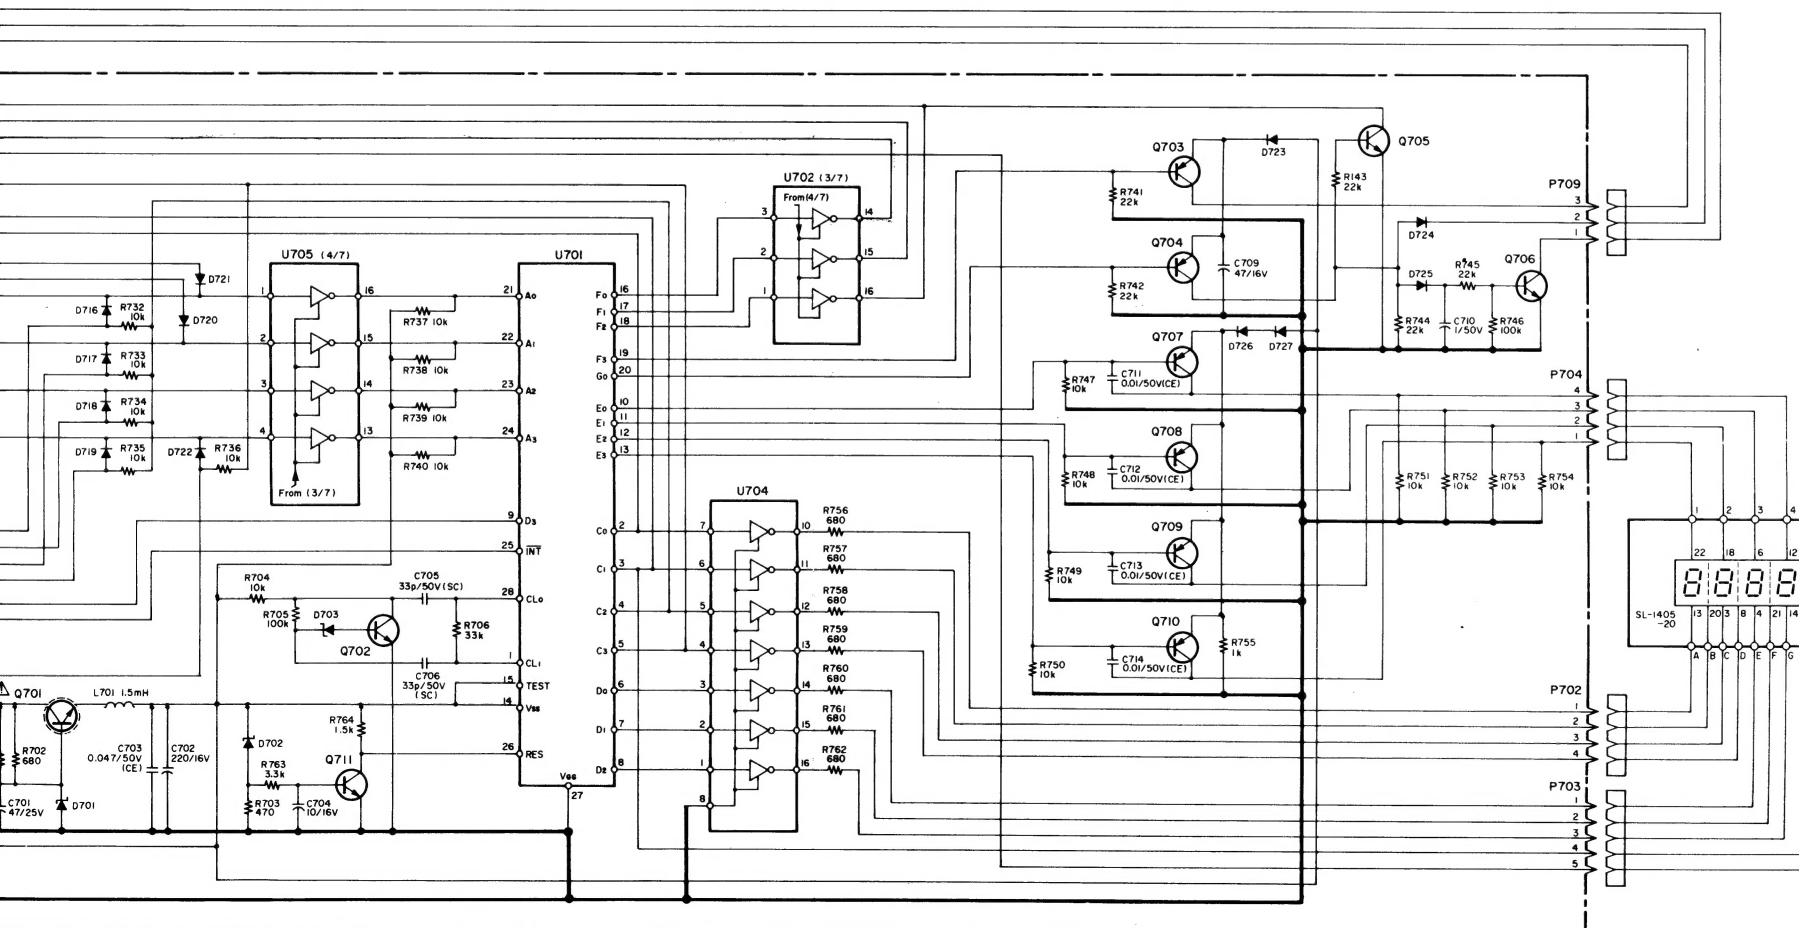 U702 (3/7)
From(4/7)
3
2
1
14
15
16
Q703
D723
Q705
R741
22k
R143
22k
P709
3
2
1
D724
Q704
C709
47/16V
R742
22k
D725
R745
22k
Q706
R744
22k
C710
1/50V
R746
100k
U705 (4/7)
1
2
3
4
16
15
14
13
From (3/7)
D721
D720
D716
R732
10k
D717
R733
10k
D718
R734
10k
D719
R735
10k
D722
R736
10k
R737 10k
R738 10k
R739 10k
R740 10k
U701
21
A0
22
A1
23
A2
24
A3
9
D3
25
INT
28
CL0
1
CL1
15
TEST
14
Vss
26
RES
Vss
27
F0
16
F1
17
F2
18
F3
19
G0
20
E0
10
E1
11
E2
12
E3
13
C0
2
C1
3
C2
4
C3
5
D0
6
D1
7
D2
8
Q707
D726
D727
R747
10k
C711
0.01/50V(CE)
Q708
R748
10k
C712
0.01/50V(CE)
Q709
R749
10k
C713
0.01/50V(CE)
Q710
R750
10k
C714
0.01/50V(CE)
R755
1k
P704
4
3
2
1
R751
10k
R752
10k
R753
10k
R754
10k
U704
7
6
5
4
3
2
1
8
10
11
12
13
14
15
16
R756
680
R757
680
R758
680
R759
680
R760
680
R761
680
R762
680
R704
10k
R705
100k
D703
Q702
C705
33p/50V(SC)
R706
33k
C706
33p/50V
(SC)
Q701
L701 1.5mH
R702
680
C701
47/25V
D701
C703
0.047/50V
(CE)
C702
220/16V
D702
R763
3.3k
R703
470
C704
10/16V
R764
1.5k
Q711
1 2 3 4
22 18 6 12
8 8 8 8
SL-1405
-20
13 20 3 8 4 21 14
A B C D E F G
P702
1
2
3
4
P703
1
2
3
4
5